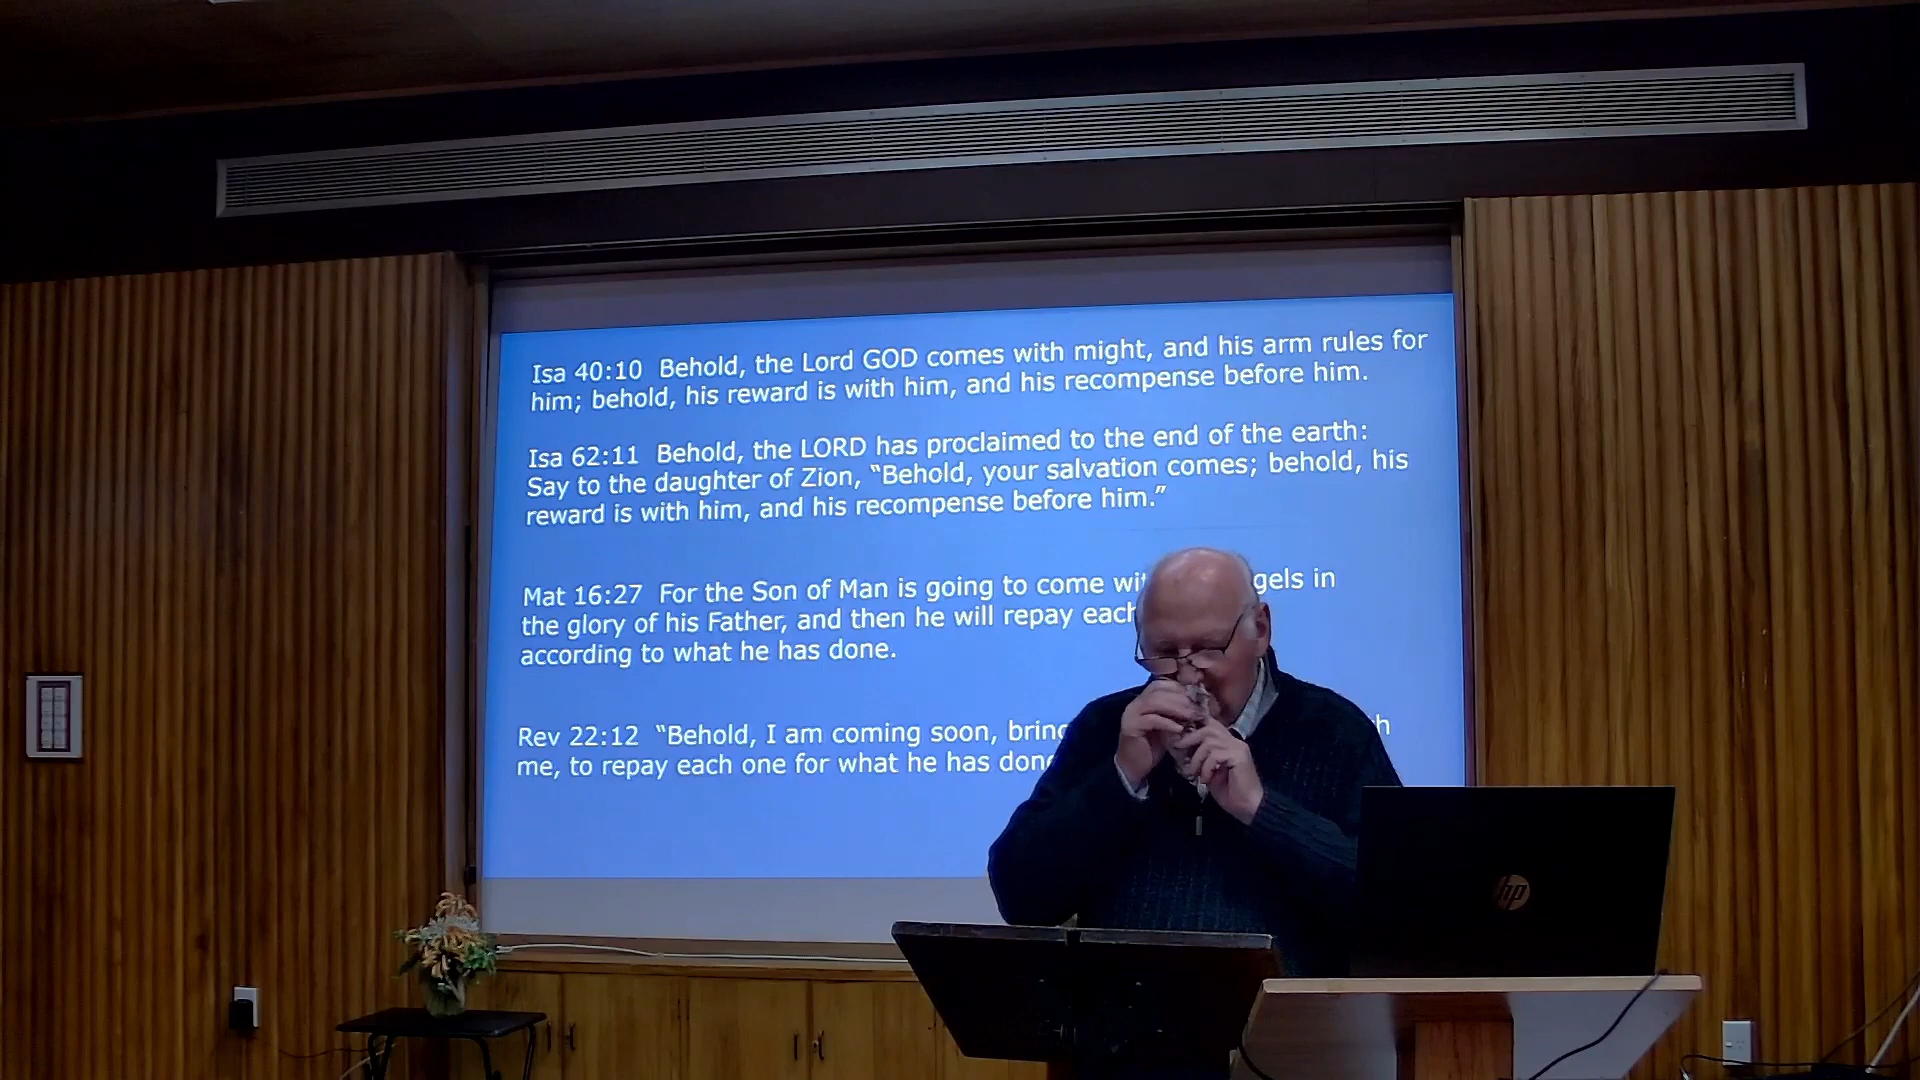 Isa 40:10 Behold, the Lord GOD comes with might, and his arm rules for
him; behold, his reward is with him, and his recompense before him.
Isa 62:11 Behold, the LORD has proclaimed to the end of the earth:
Say to the daughter of Zion, “Behold, your salvation comes; behold, his
reward is with him, and his recompense before him.”
Mat 16:27 For the Son of Man is going to come wit gels in
the glory of his Father, and then he will repay each
according to what he has done.
Rev 22:12 “Behold, I am coming soon, bring h
me, to repay each one for what he has done
hp